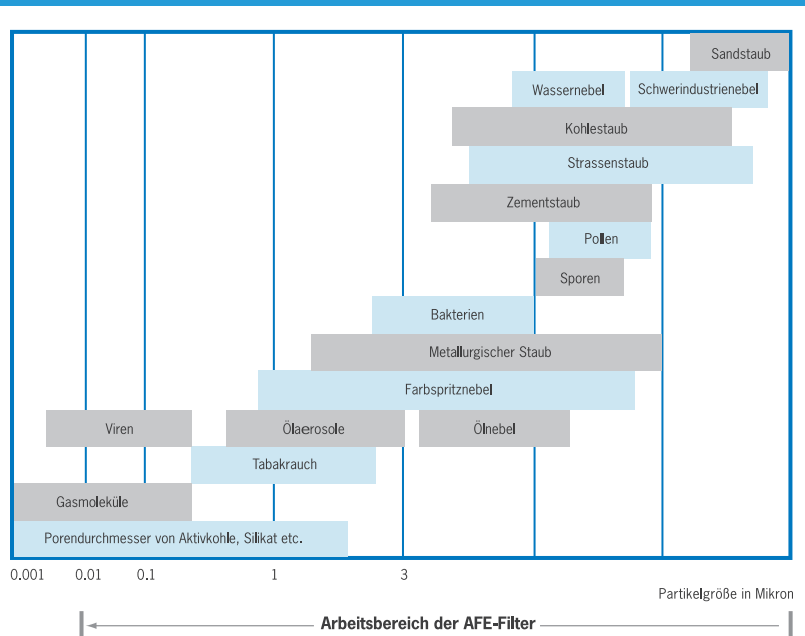 Sandstaub
Wassernebel Schwerindustrienebel
Kohlestaub
Strassenstaub
Zementstaub
Pollen
Sporen
Bakterien
Metallurgischer Staub
Farbspritznebel
Viren Ölaerosole Ölnebel
Tabakrauch
Gasmoleküle
Porendurchmesser von Aktivkohle, Silikat etc.
0.001 0.01 0.1 1 3
Partikelgröße in Mikron
Arbeitsbereich der AFE-Filter